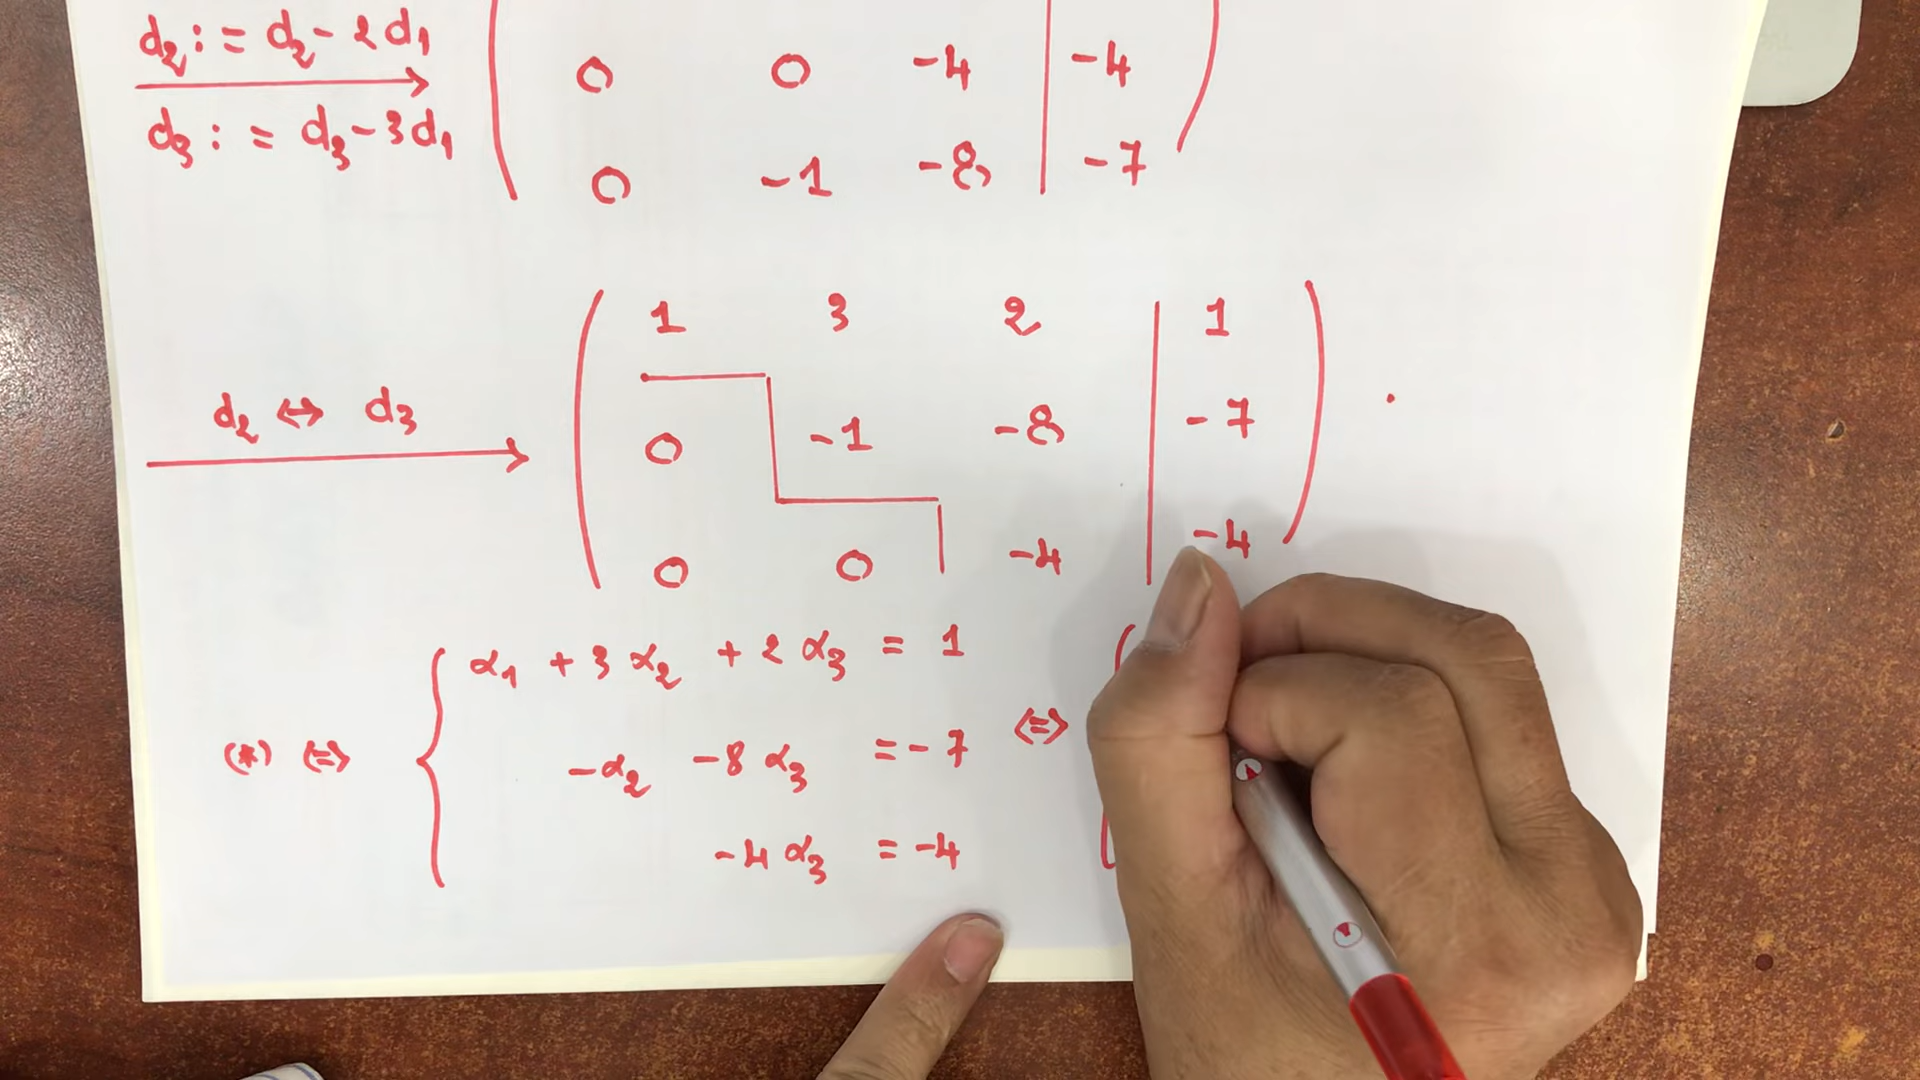 d₂ := d₂ - 2d₁
0 0 -4 | -4
d₃ := d₃ - 3d₁
0 -1 -8 | -7
1 3 2 | 1
d₂ ↔ d₃
0 -1 -8 | -7
0 0 -4 | -4
α₁ + 3α₂ + 2α₃ = 1
(*) ⇔ -α₂ -8α₃ = -7 ⇔
-4α₃ = -4